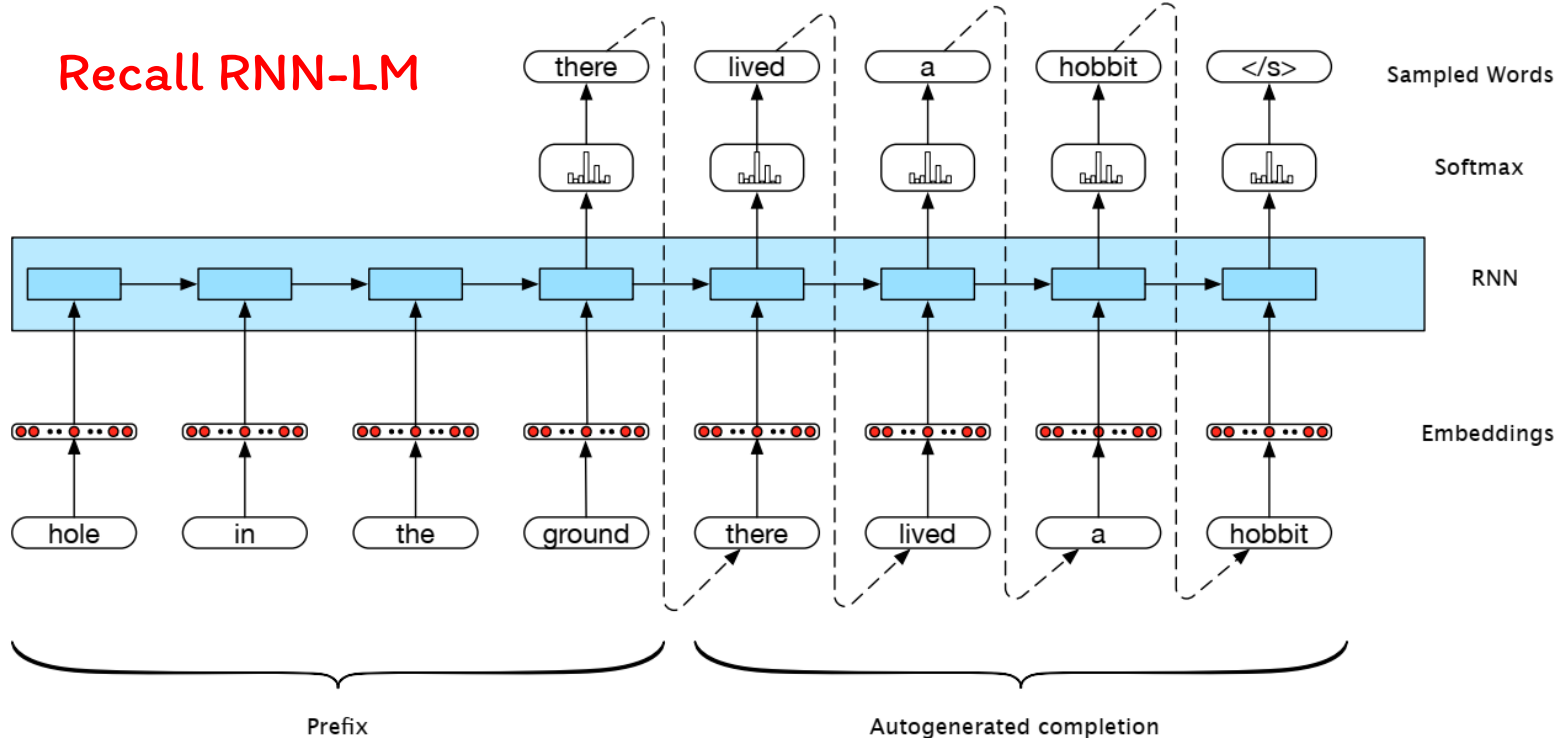 Recall RNN-LM
there lived a hobbit </s> Sampled Words
Softmax
RNN
Embeddings
hole in the ground there lived a hobbit
Prefix Autogenerated completion